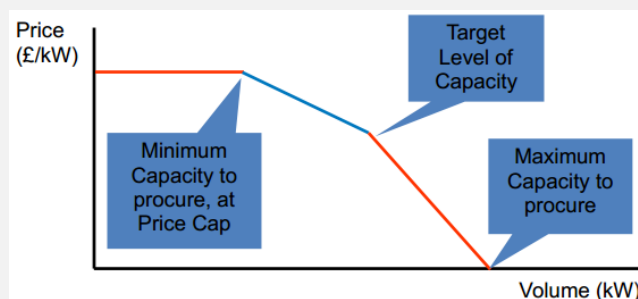 Price
(£/kW)
Target
Level of
Capacity
Minimum
Capacity to
procure, at
Price Cap
Maximum
Capacity to
procure
Volume (kW)